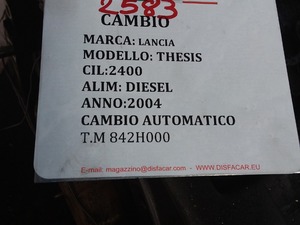 2583
CAMBIO
MARCA: LANCIA
MODELLO: THESIS
CIL:2400
ALIM: DIESEL
ANNO:2004
CAMBIO AUTOMATICO
T.M 842H000
E-mail: magazzino@disfacar.com - WWW.DISFACAR.EU